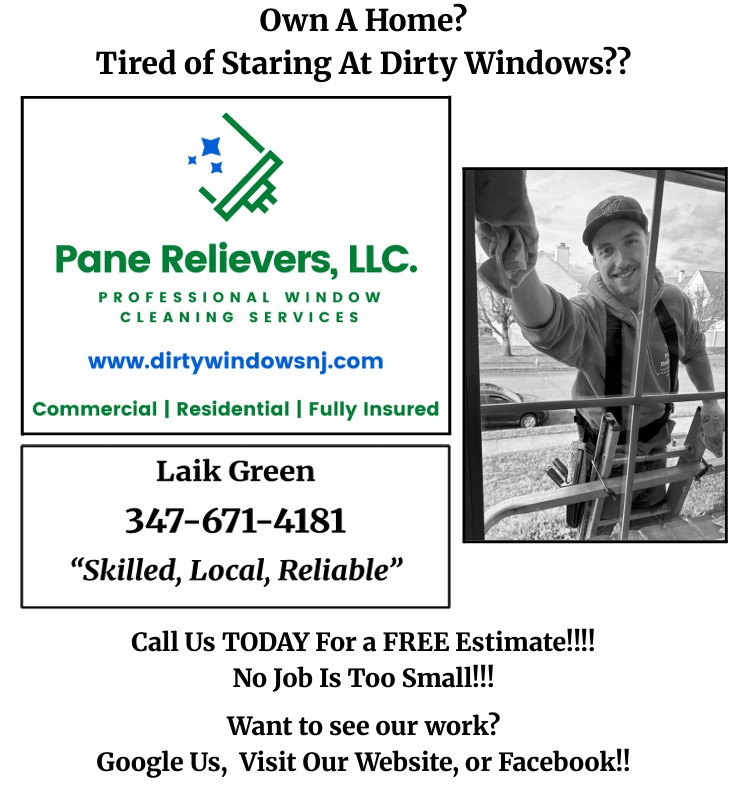 Own A Home?
Tired of Staring At Dirty Windows??
Pane Relievers, LLC.
PROFESSIONAL WINDOW
CLEANING SERVICES
www.dirtywindowsnj.com
Commercial | Residential | Fully Insured
Laik Green
347-671-4181
“Skilled, Local, Reliable”
Call Us TODAY For a FREE Estimate!!!!
No Job Is Too Small!!!
Want to see our work?
Google Us, Visit Our Website, or Facebook!!